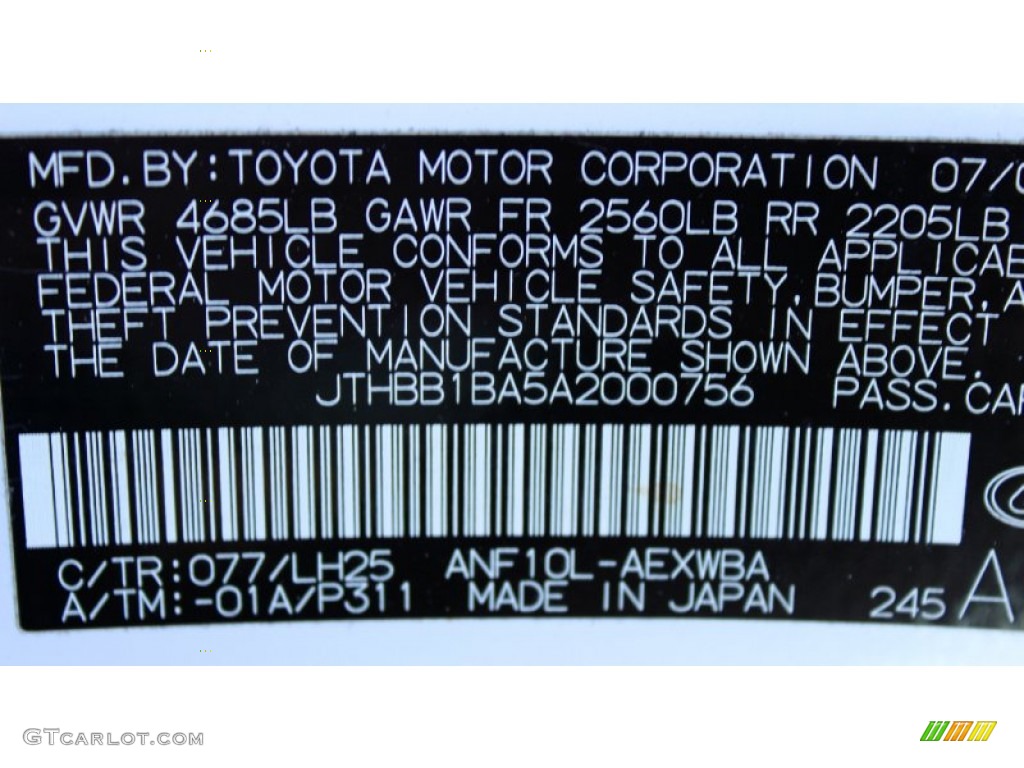 MFD.BY:TOYOTA MOTOR CORPORATION 07/0
GVWR 4685LB GAWR FR 2560LB RR 2205LB
THIS VEHICLE CONFORMS TO ALL APPLICAB
FEDERAL MOTOR VEHICLE SAFETY,BUMPER,A
THEFT PREVENTION STANDARDS IN EFFECT
THE DATE OF MANUFACTURE SHOWN ABOVE.
JTHBB1BA5A2000756 PASS.CAR
C/TR:077/LH25 ANF10L-AEXWBA
A/TM:-01A/P311 MADE IN JAPAN 245 A
GTCARLOT.COM